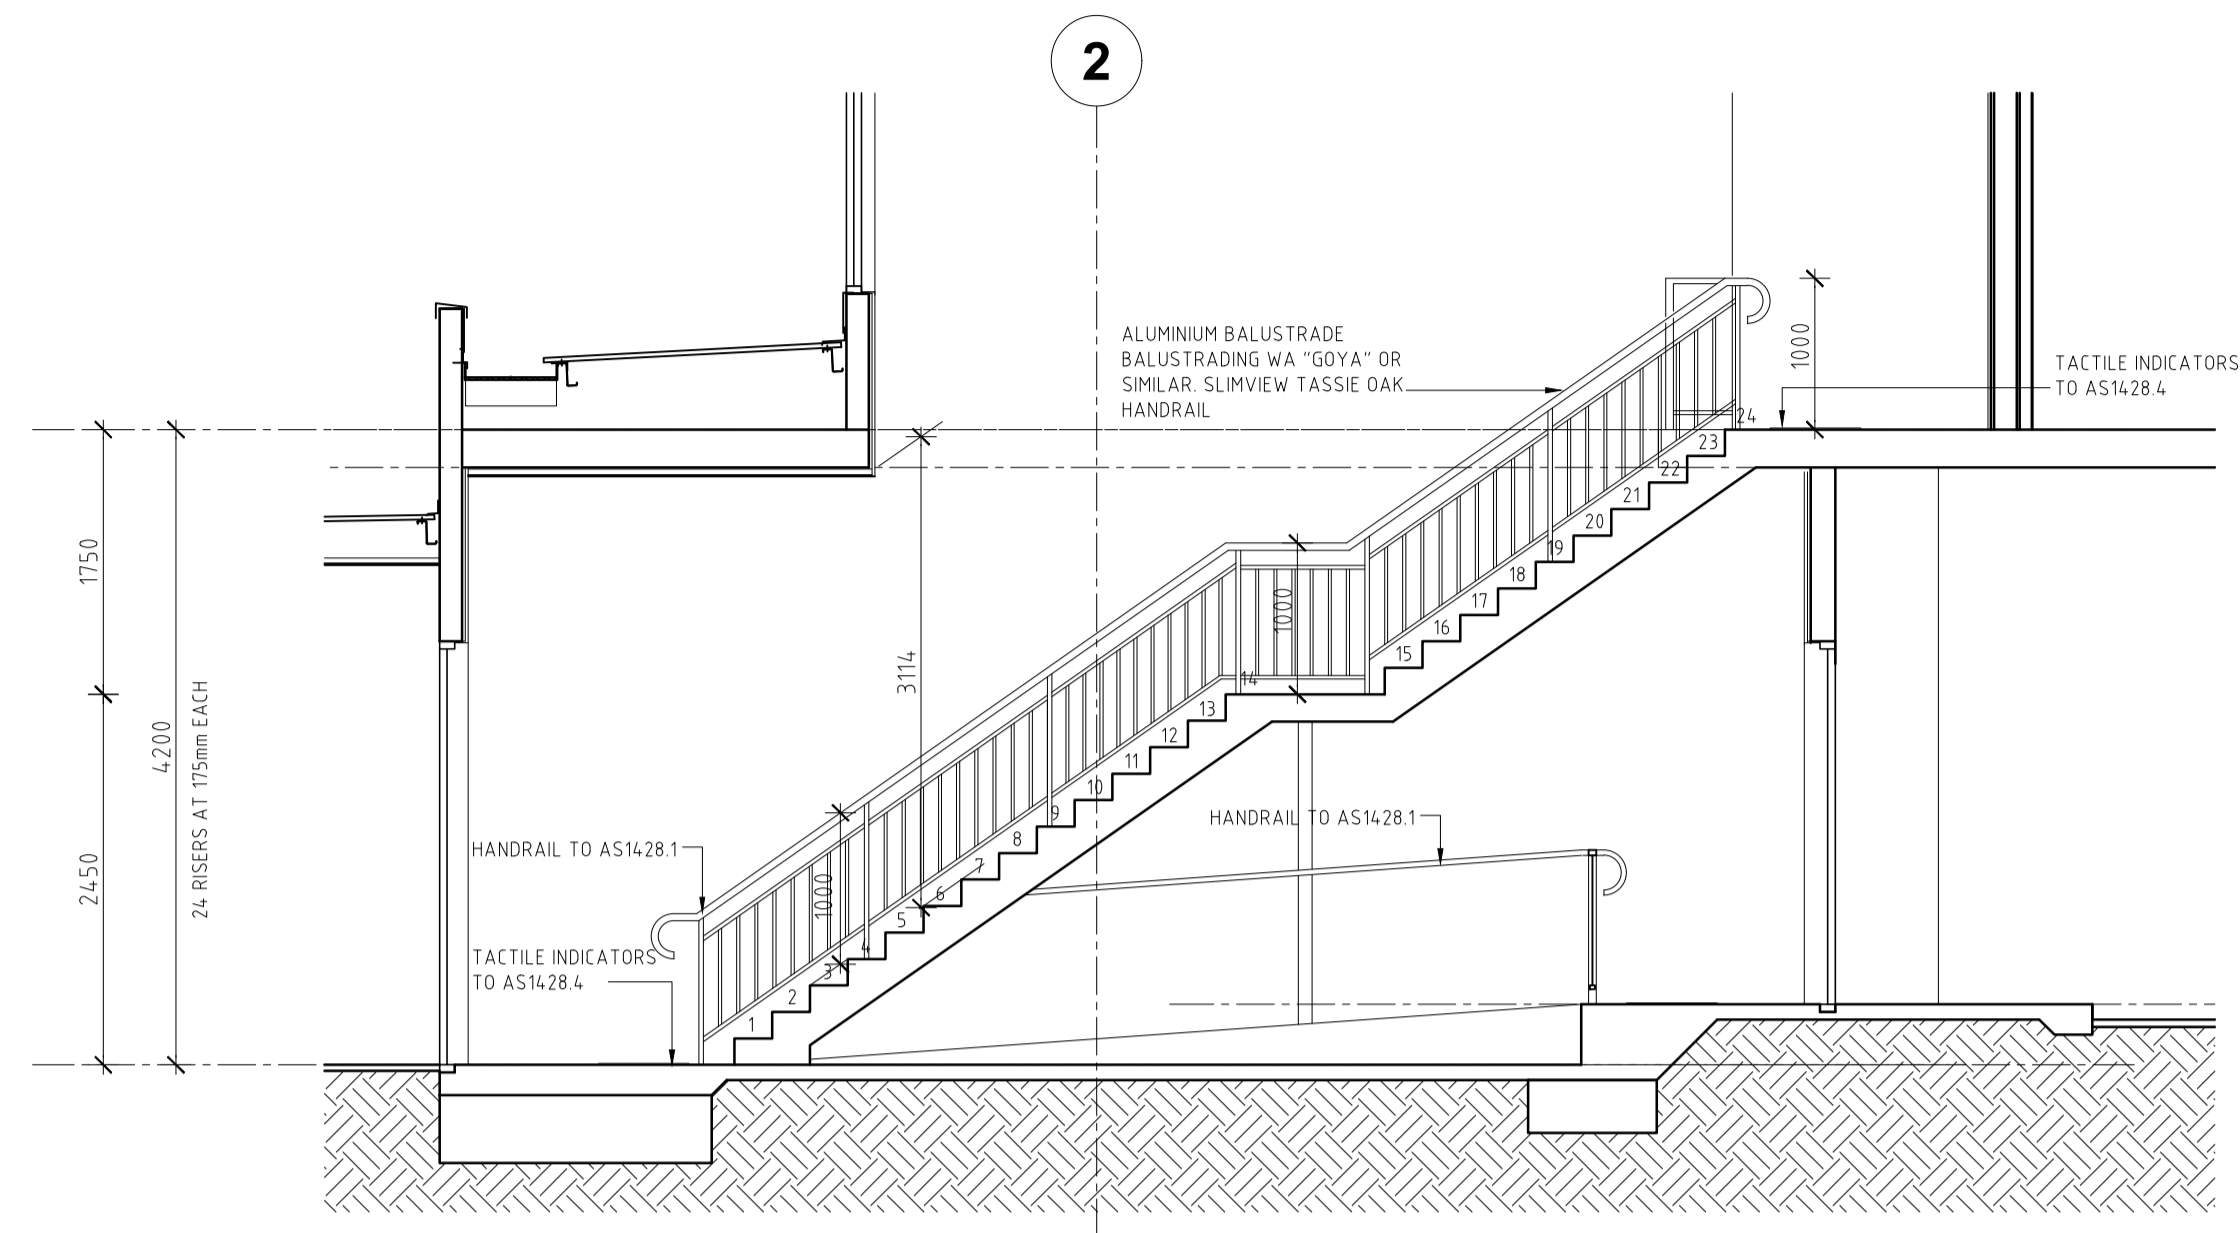 2
ALUMINIUM BALUSTRADE
BALUSTRADING WA "GOYA" OR
SIMILAR. SLIMVIEW TASSIE OAK
HANDRAIL
1000
TACTILE INDICATORS
TO AS1428.4
24
23
22
21
20
19
18
17
16
15
14
13
12
11
10
9
8
7
6
5
4
3
2
1
1750
4200
2450
24 RISERS AT 175mm EACH
3114
1000
1000
HANDRAIL TO AS1428.1
HANDRAIL TO AS1428.1
TACTILE INDICATORS
TO AS1428.4